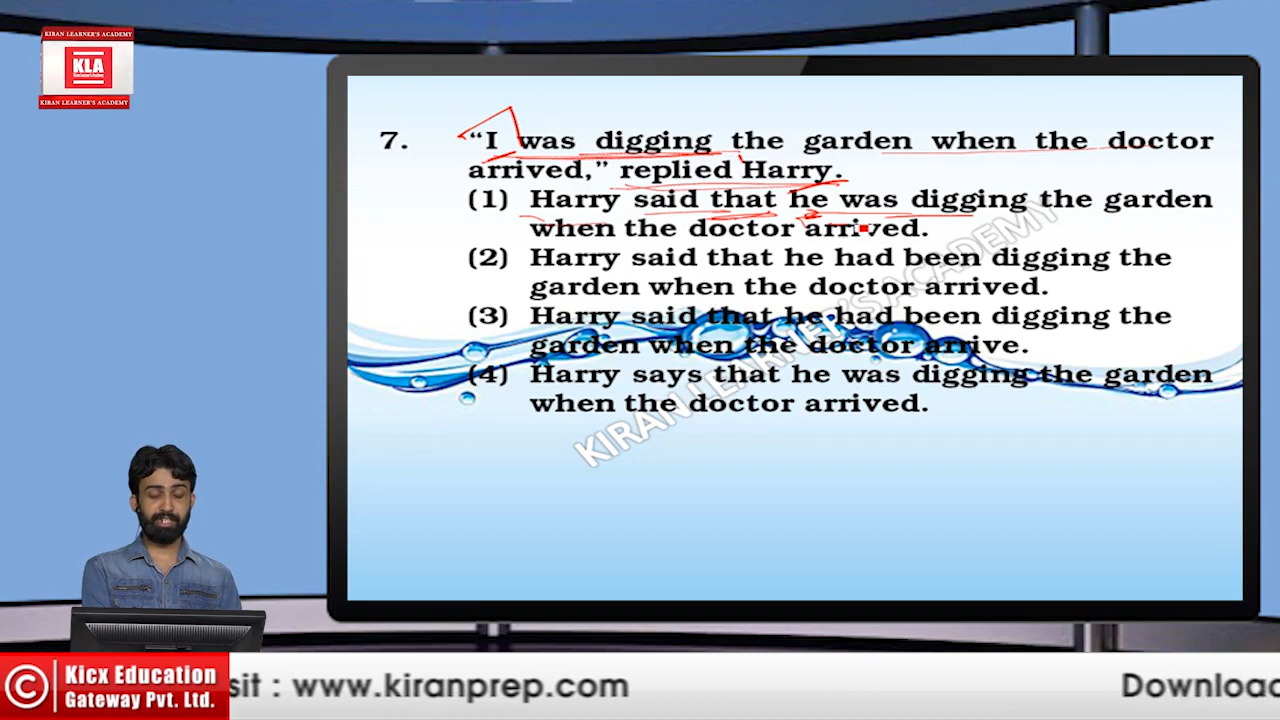 KIRAN LEARNER'S ACADEMY
KLA
KIRAN LEARNER'S ACADEMY
7. “I was digging the garden when the doctor
arrived,” replied Harry.
(1) Harry said that he was digging the garden
when the doctor arrived.
(2) Harry said that he had been digging the
garden when the doctor arrived.
(3) Harry said that he had been digging the
garden when the doctor arrive.
(4) Harry says that he was digging the garden
when the doctor arrived.
KIRAN LEARNER'S ACADEMY
© Kicx Education
Gateway Pvt. Ltd.
sit : www.kiranprep.com
Download